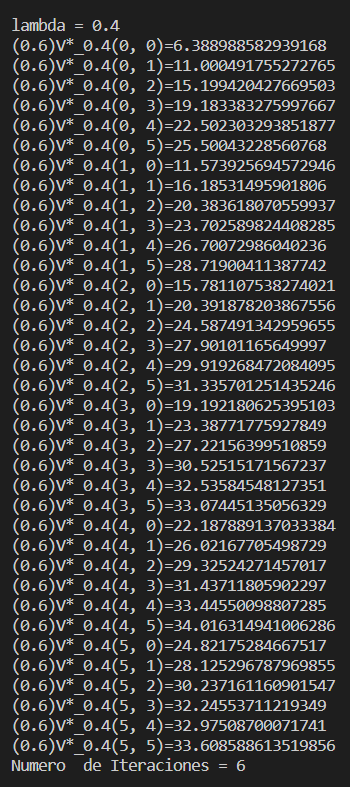 lambda = 0.4
(0.6)V*_0.4(0, 0)=6.388988582939168
(0.6)V*_0.4(0, 1)=11.000491755272765
(0.6)V*_0.4(0, 2)=15.199420427669503
(0.6)V*_0.4(0, 3)=19.183383275997667
(0.6)V*_0.4(0, 4)=22.502303293851877
(0.6)V*_0.4(0, 5)=25.50043228560768
(0.6)V*_0.4(1, 0)=11.573925694572946
(0.6)V*_0.4(1, 1)=16.18531495901806
(0.6)V*_0.4(1, 2)=20.383618070559937
(0.6)V*_0.4(1, 3)=23.702589824408285
(0.6)V*_0.4(1, 4)=26.70072986040236
(0.6)V*_0.4(1, 5)=28.71900411387742
(0.6)V*_0.4(2, 0)=15.781107538274021
(0.6)V*_0.4(2, 1)=20.391878203867556
(0.6)V*_0.4(2, 2)=24.587491342959655
(0.6)V*_0.4(2, 3)=27.90101165649997
(0.6)V*_0.4(2, 4)=29.919268472084095
(0.6)V*_0.4(2, 5)=31.335701251435246
(0.6)V*_0.4(3, 0)=19.192180625395103
(0.6)V*_0.4(3, 1)=23.38771775927849
(0.6)V*_0.4(3, 2)=27.22156399510859
(0.6)V*_0.4(3, 3)=30.52515171567237
(0.6)V*_0.4(3, 4)=32.53584548127351
(0.6)V*_0.4(3, 5)=33.07445135056329
(0.6)V*_0.4(4, 0)=22.187889137033384
(0.6)V*_0.4(4, 1)=26.02167705498729
(0.6)V*_0.4(4, 2)=29.32524271457017
(0.6)V*_0.4(4, 3)=31.43711805902297
(0.6)V*_0.4(4, 4)=33.44550098807285
(0.6)V*_0.4(4, 5)=34.016314941006286
(0.6)V*_0.4(5, 0)=24.82175284667517
(0.6)V*_0.4(5, 1)=28.125296787969855
(0.6)V*_0.4(5, 2)=30.237161160901547
(0.6)V*_0.4(5, 3)=32.24553711219349
(0.6)V*_0.4(5, 4)=32.97508700071741
(0.6)V*_0.4(5, 5)=33.608588613519856
Numero  de Iteraciones = 6